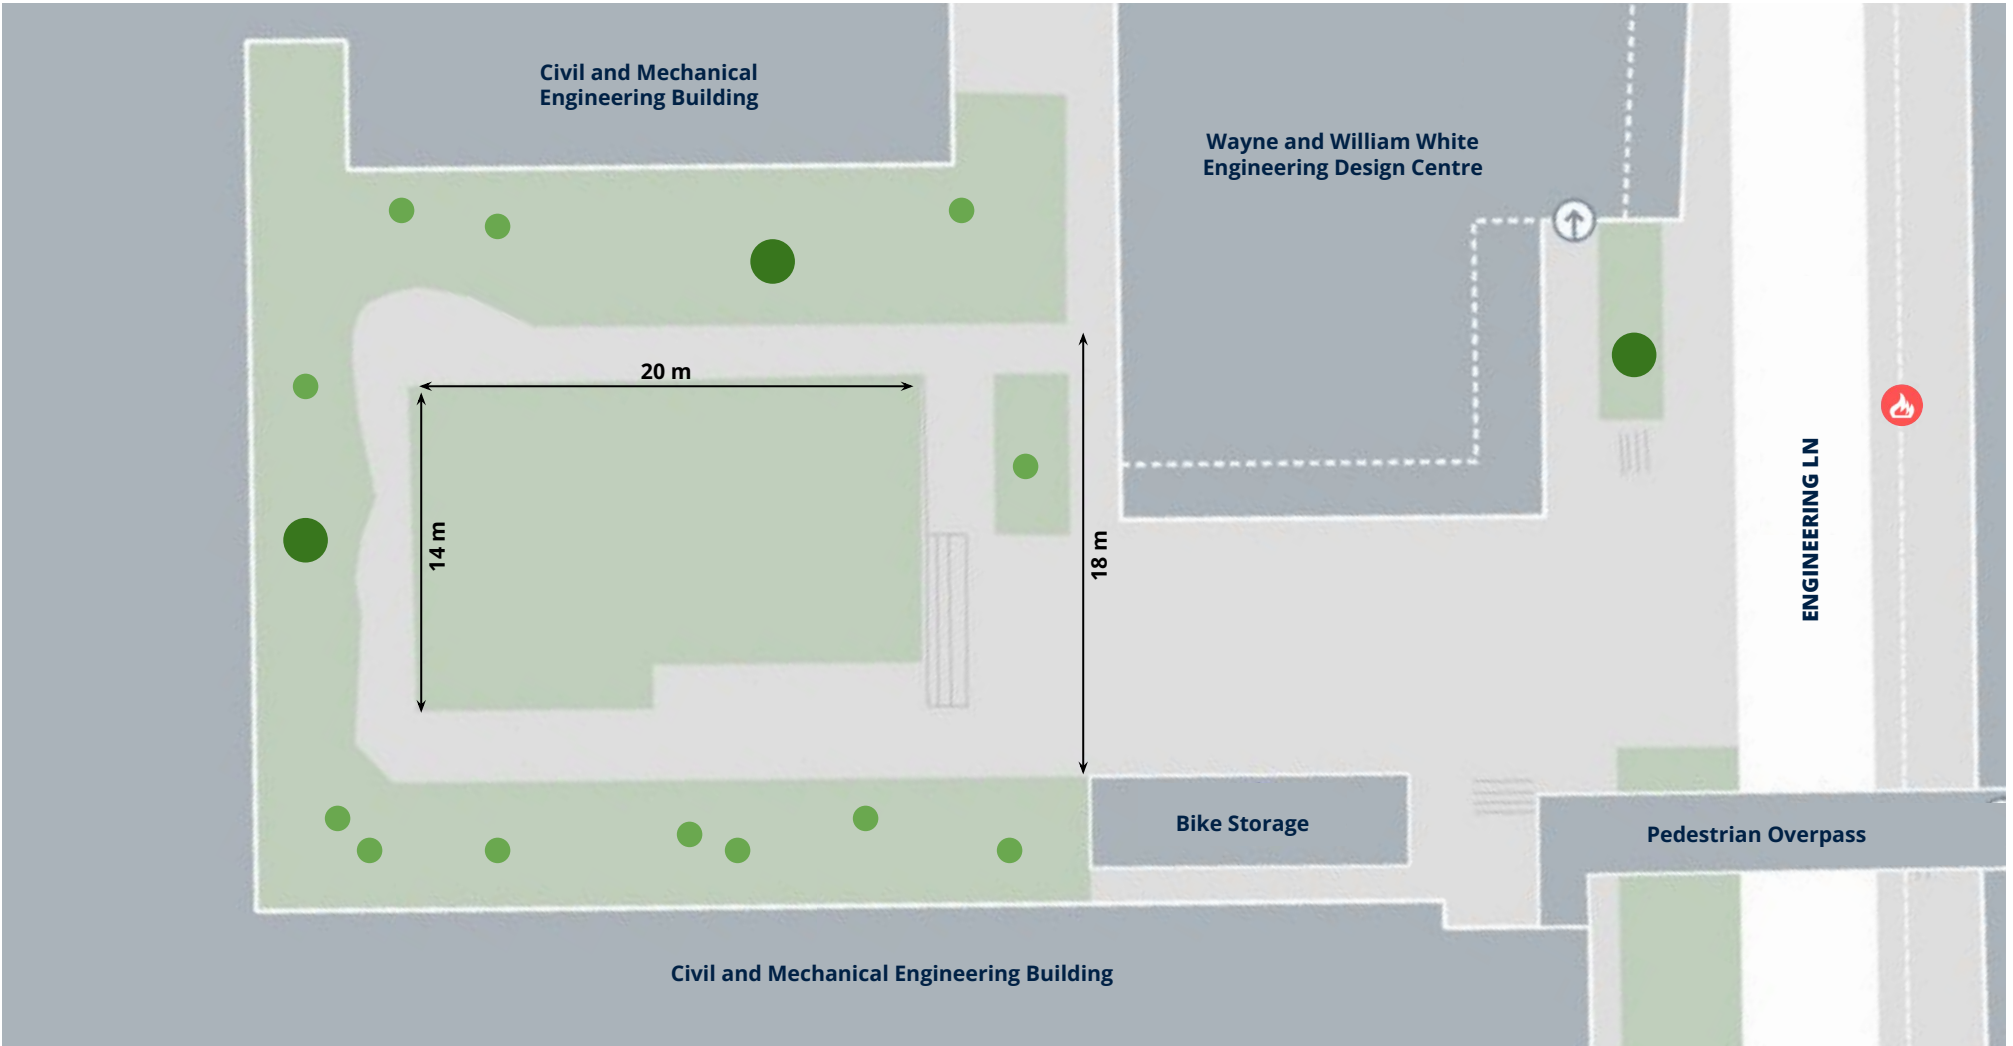 Civil and Mechanical
Engineering Building
Wayne and William White
Engineering Design Centre
20 m
14 m
18 m
ENGINEERING LN
Bike Storage
Pedestrian Overpass
Civil and Mechanical Engineering Building